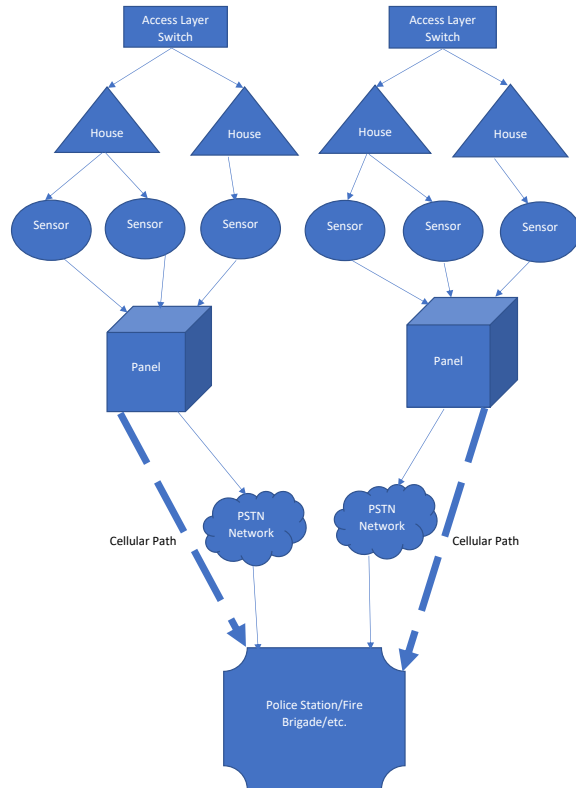 Access Layer
Switch
Access Layer
Switch
House
House
House
House
Sensor
Sensor
Sensor
Sensor
Sensor
Sensor
Panel
Panel
PSTN
Network
PSTN
Network
Cellular Path
Cellular Path
Police Station/Fire
Brigade/etc.